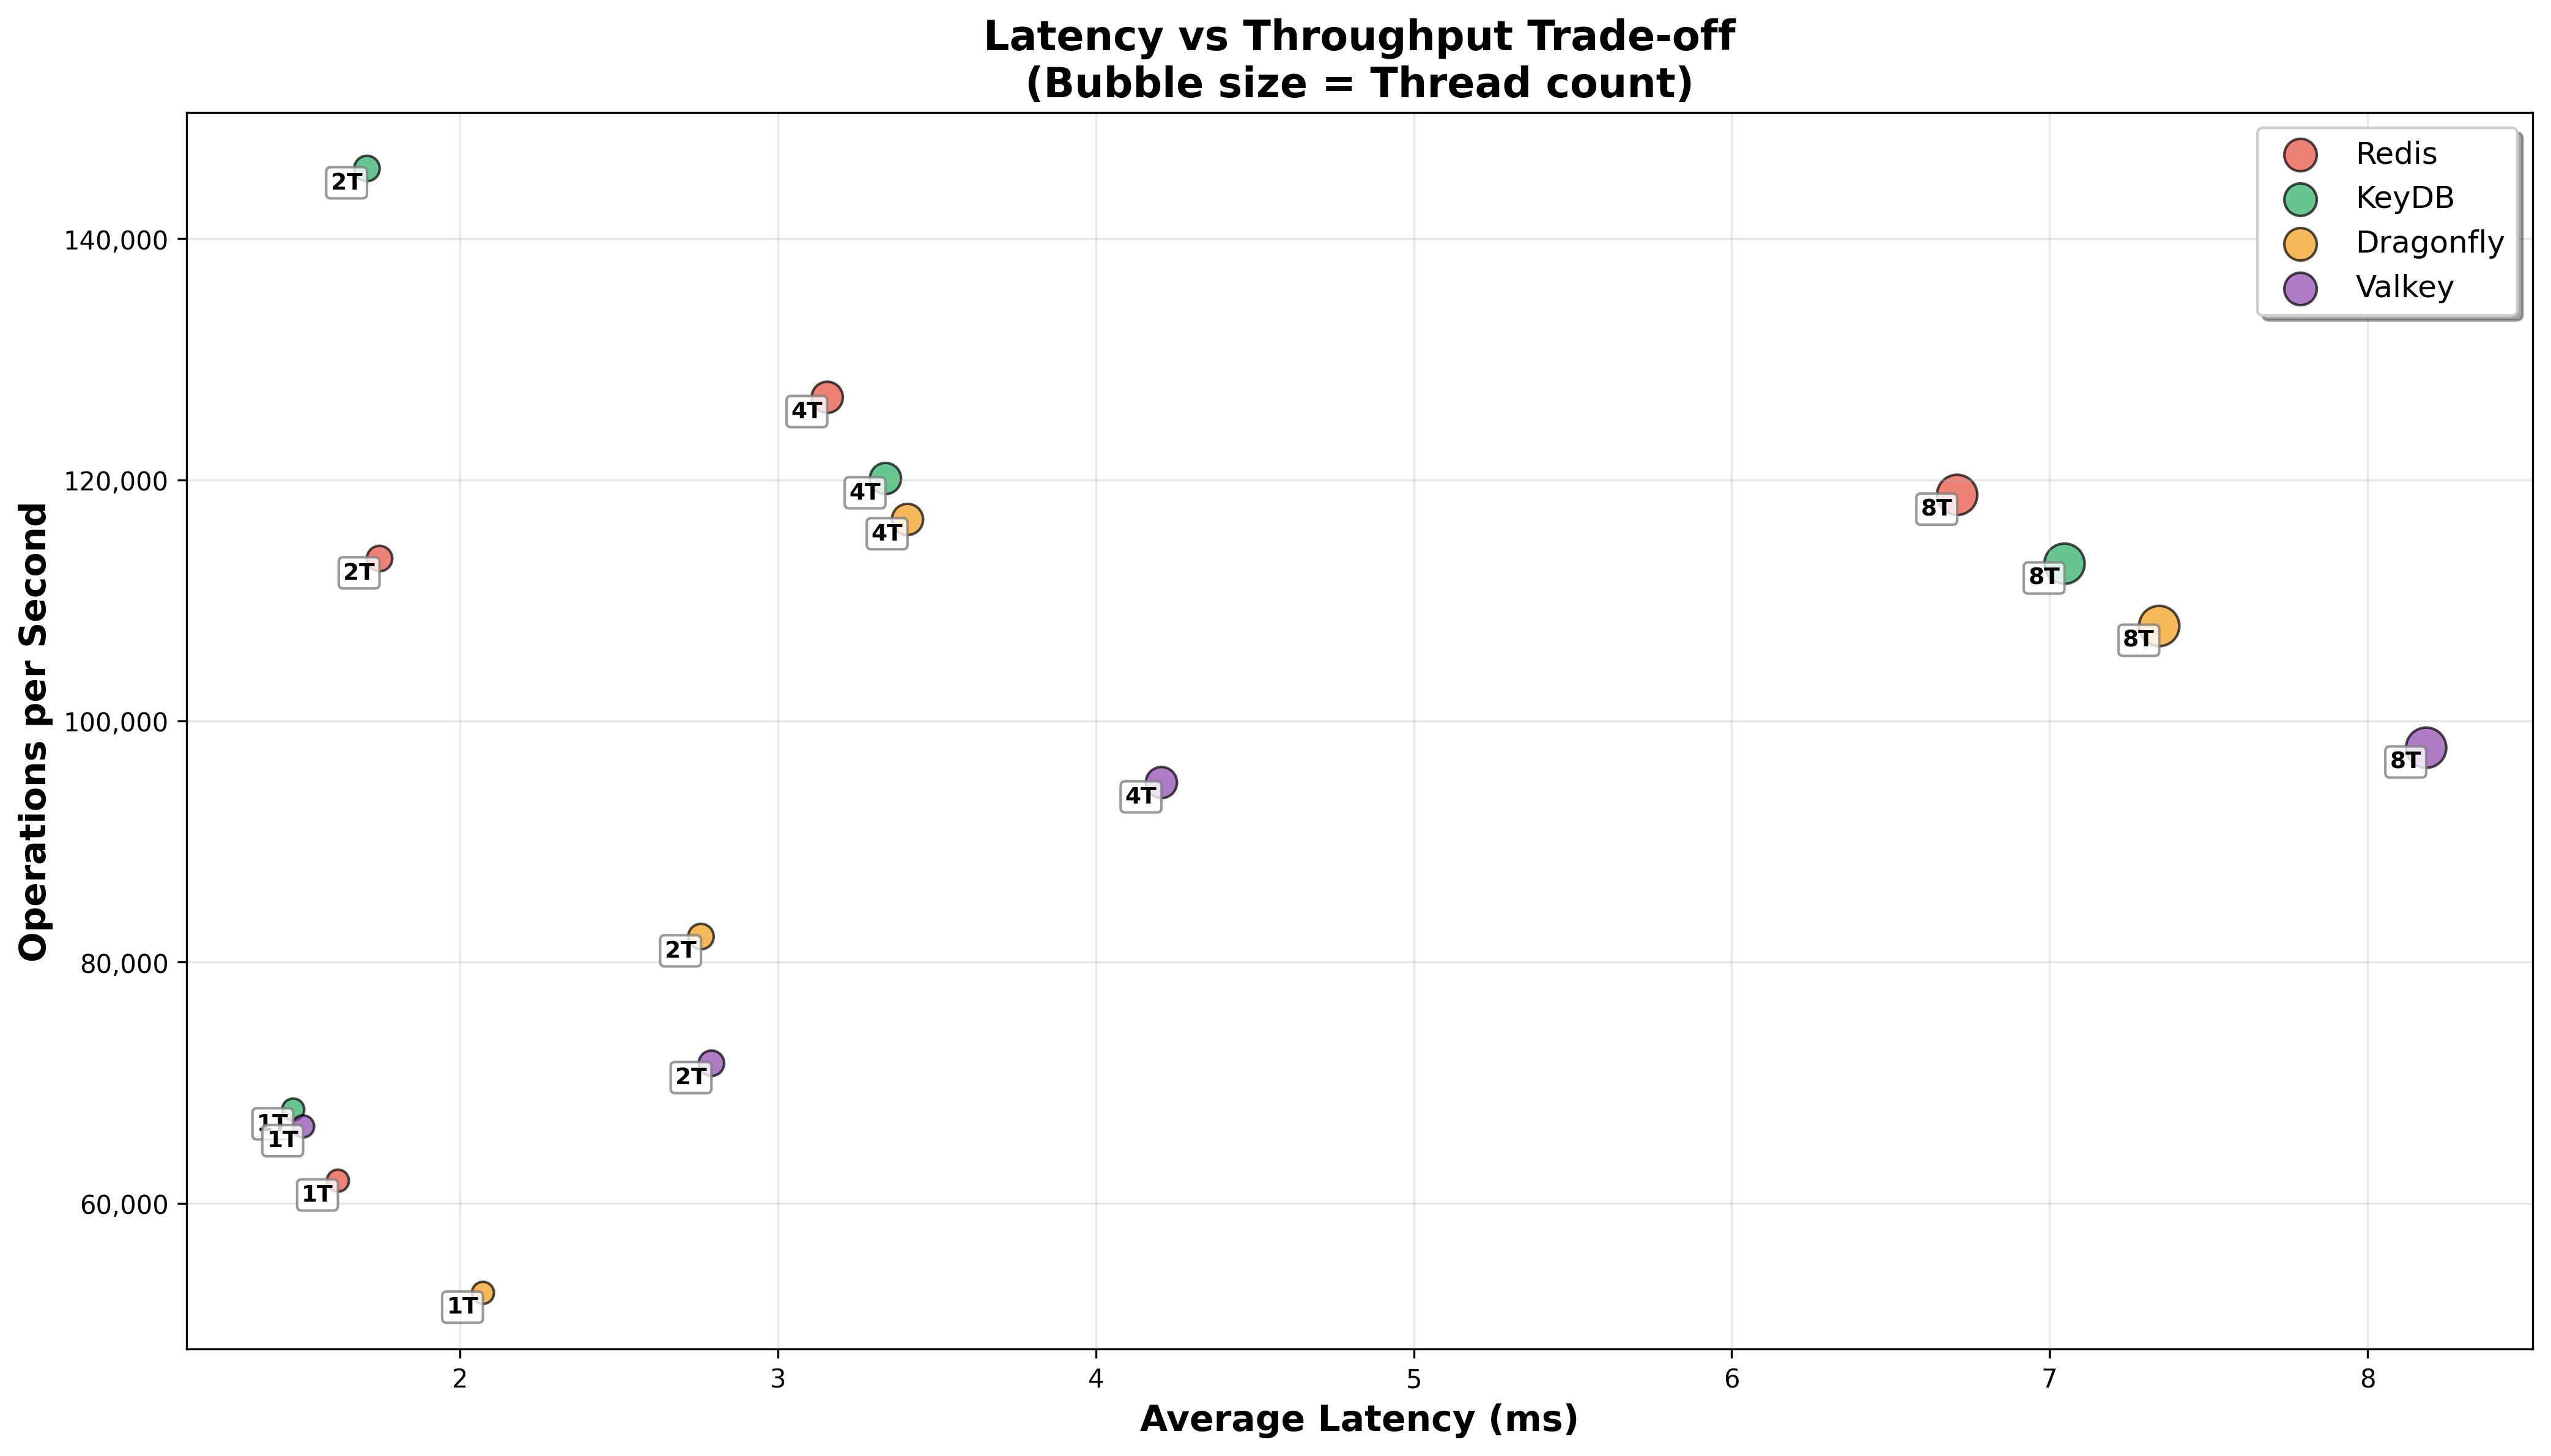 Latency vs Throughput Trade-off
(Bubble size = Thread count)
Redis
KeyDB
Dragonfly
Valkey
Operations per Second
140,000
120,000
100,000
80,000
60,000
2T
4T
4T
4T
8T
2T
8T
8T
8T
4T
2T
2T
1T
1T
1T
1T
2
3
4
5
6
7
8
Average Latency (ms)